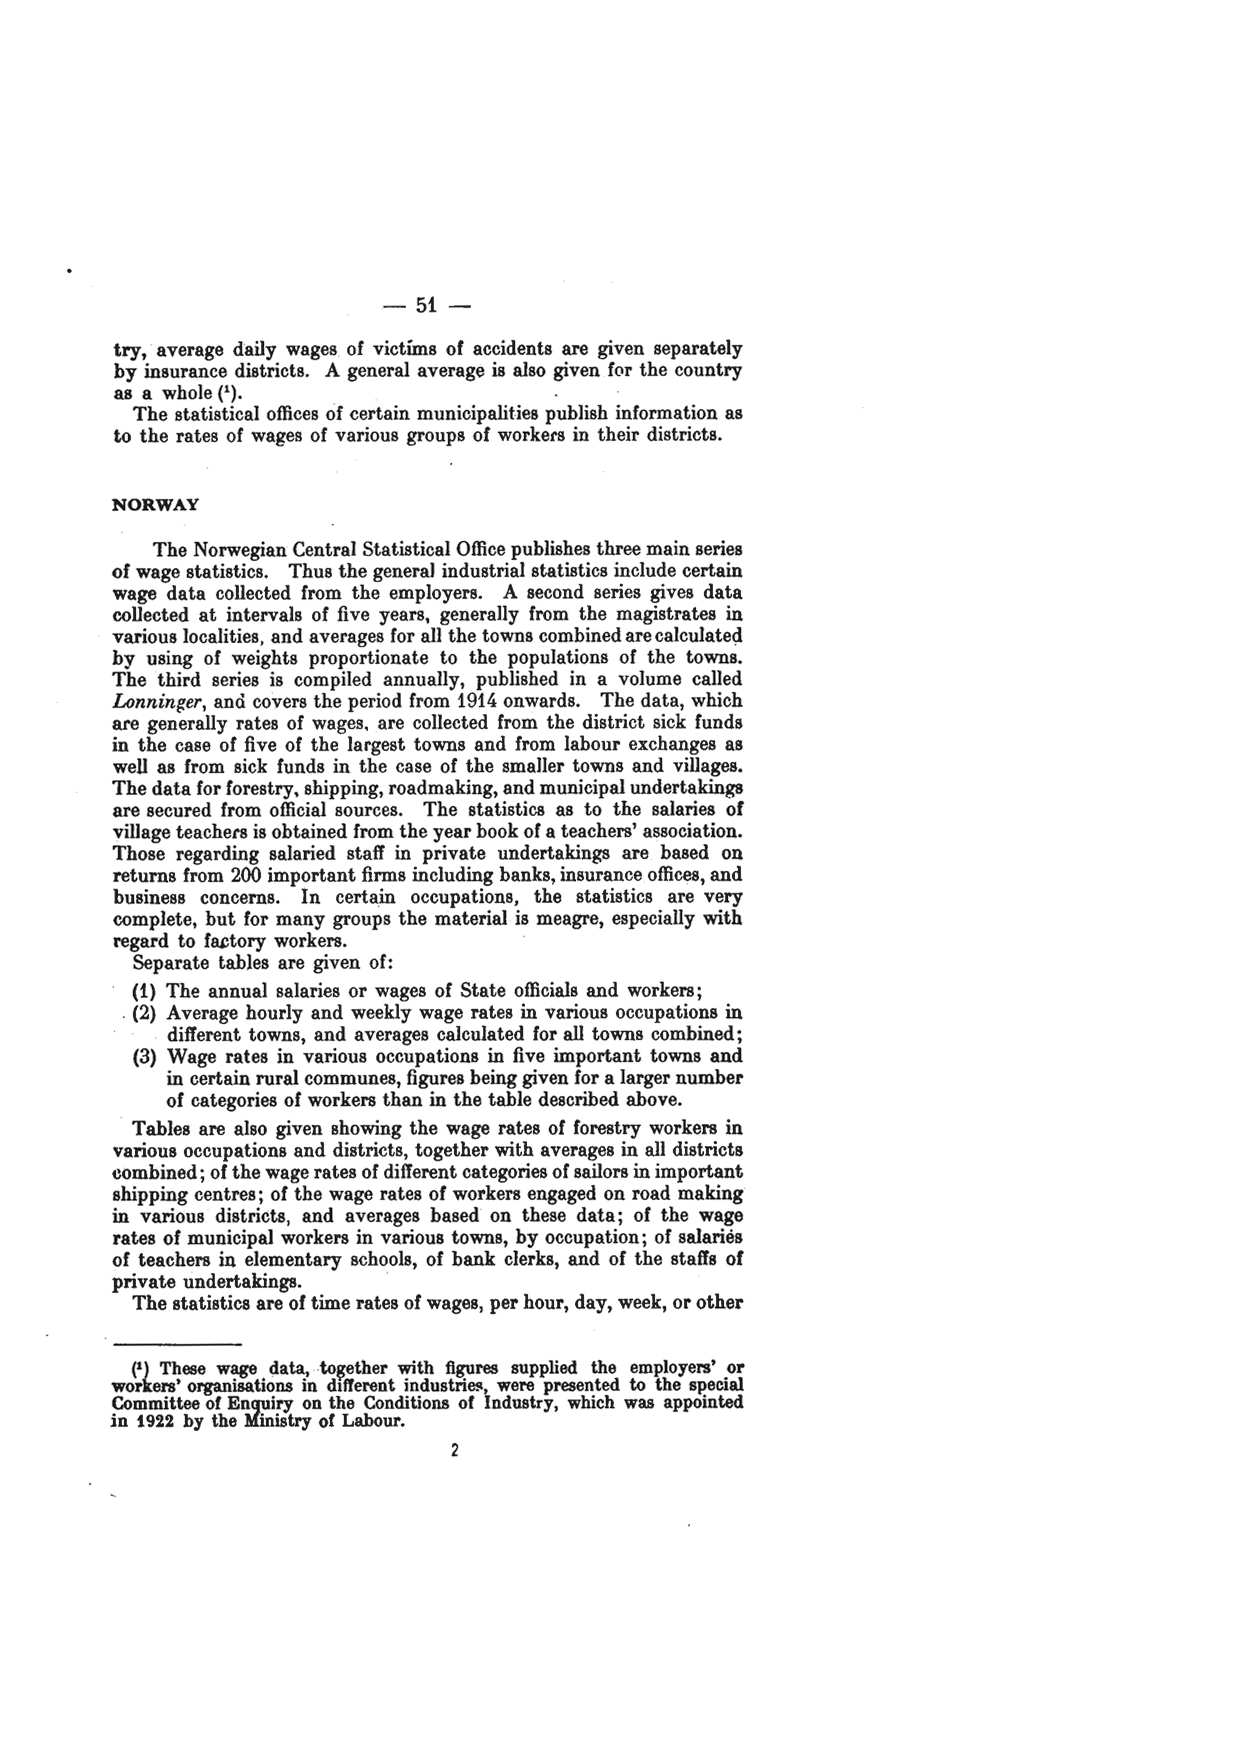 — 51 —
try, average daily wages of victims of accidents are given separately
by insurance districts. A general average is also given for the country
as a whole (¹).
The statistical offices of certain municipalities publish information as
to the rates of wages of various groups of workers in their districts.
NORWAY
The Norwegian Central Statistical Office publishes three main series
of wage statistics. Thus the general industrial statistics include certain
wage data collected from the employers. A second series gives data
collected at intervals of five years, generally from the magistrates in
various localities, and averages for all the towns combined are calculated
by using of weights proportionate to the populations of the towns.
The third series is compiled annually, published in a volume called
Lonninger, and covers the period from 1914 onwards. The data, which
are generally rates of wages, are collected from the district sick funds
in the case of five of the largest towns and from labour exchanges as
well as from sick funds in the case of the smaller towns and villages.
The data for forestry, shipping, roadmaking, and municipal undertakings
are secured from official sources. The statistics as to the salaries of
village teachers is obtained from the year book of a teachers' association.
Those regarding salaried staff in private undertakings are based on
returns from 200 important firms including banks, insurance offices, and
business concerns. In certain occupations, the statistics are very
complete, but for many groups the material is meagre, especially with
regard to factory workers.
Separate tables are given of:
(1) The annual salaries or wages of State officials and workers;
(2) Average hourly and weekly wage rates in various occupations in
different towns, and averages calculated for all towns combined;
(3) Wage rates in various occupations in five important towns and
in certain rural communes, figures being given for a larger number
of categories of workers than in the table described above.
Tables are also given showing the wage rates of forestry workers in
various occupations and districts, together with averages in all districts
combined; of the wage rates of different categories of sailors in important
shipping centres; of the wage rates of workers engaged on road making
in various districts, and averages based on these data; of the wage
rates of municipal workers in various towns, by occupation; of salaries
of teachers in elementary schools, of bank clerks, and of the staffs of
private undertakings.
The statistics are of time rates of wages, per hour, day, week, or other
(¹) These wage data, together with figures supplied the employers' or
workers' organisations in different industries, were presented to the special
Committee of Enquiry on the Conditions of Industry, which was appointed
in 1922 by the Ministry of Labour.
2